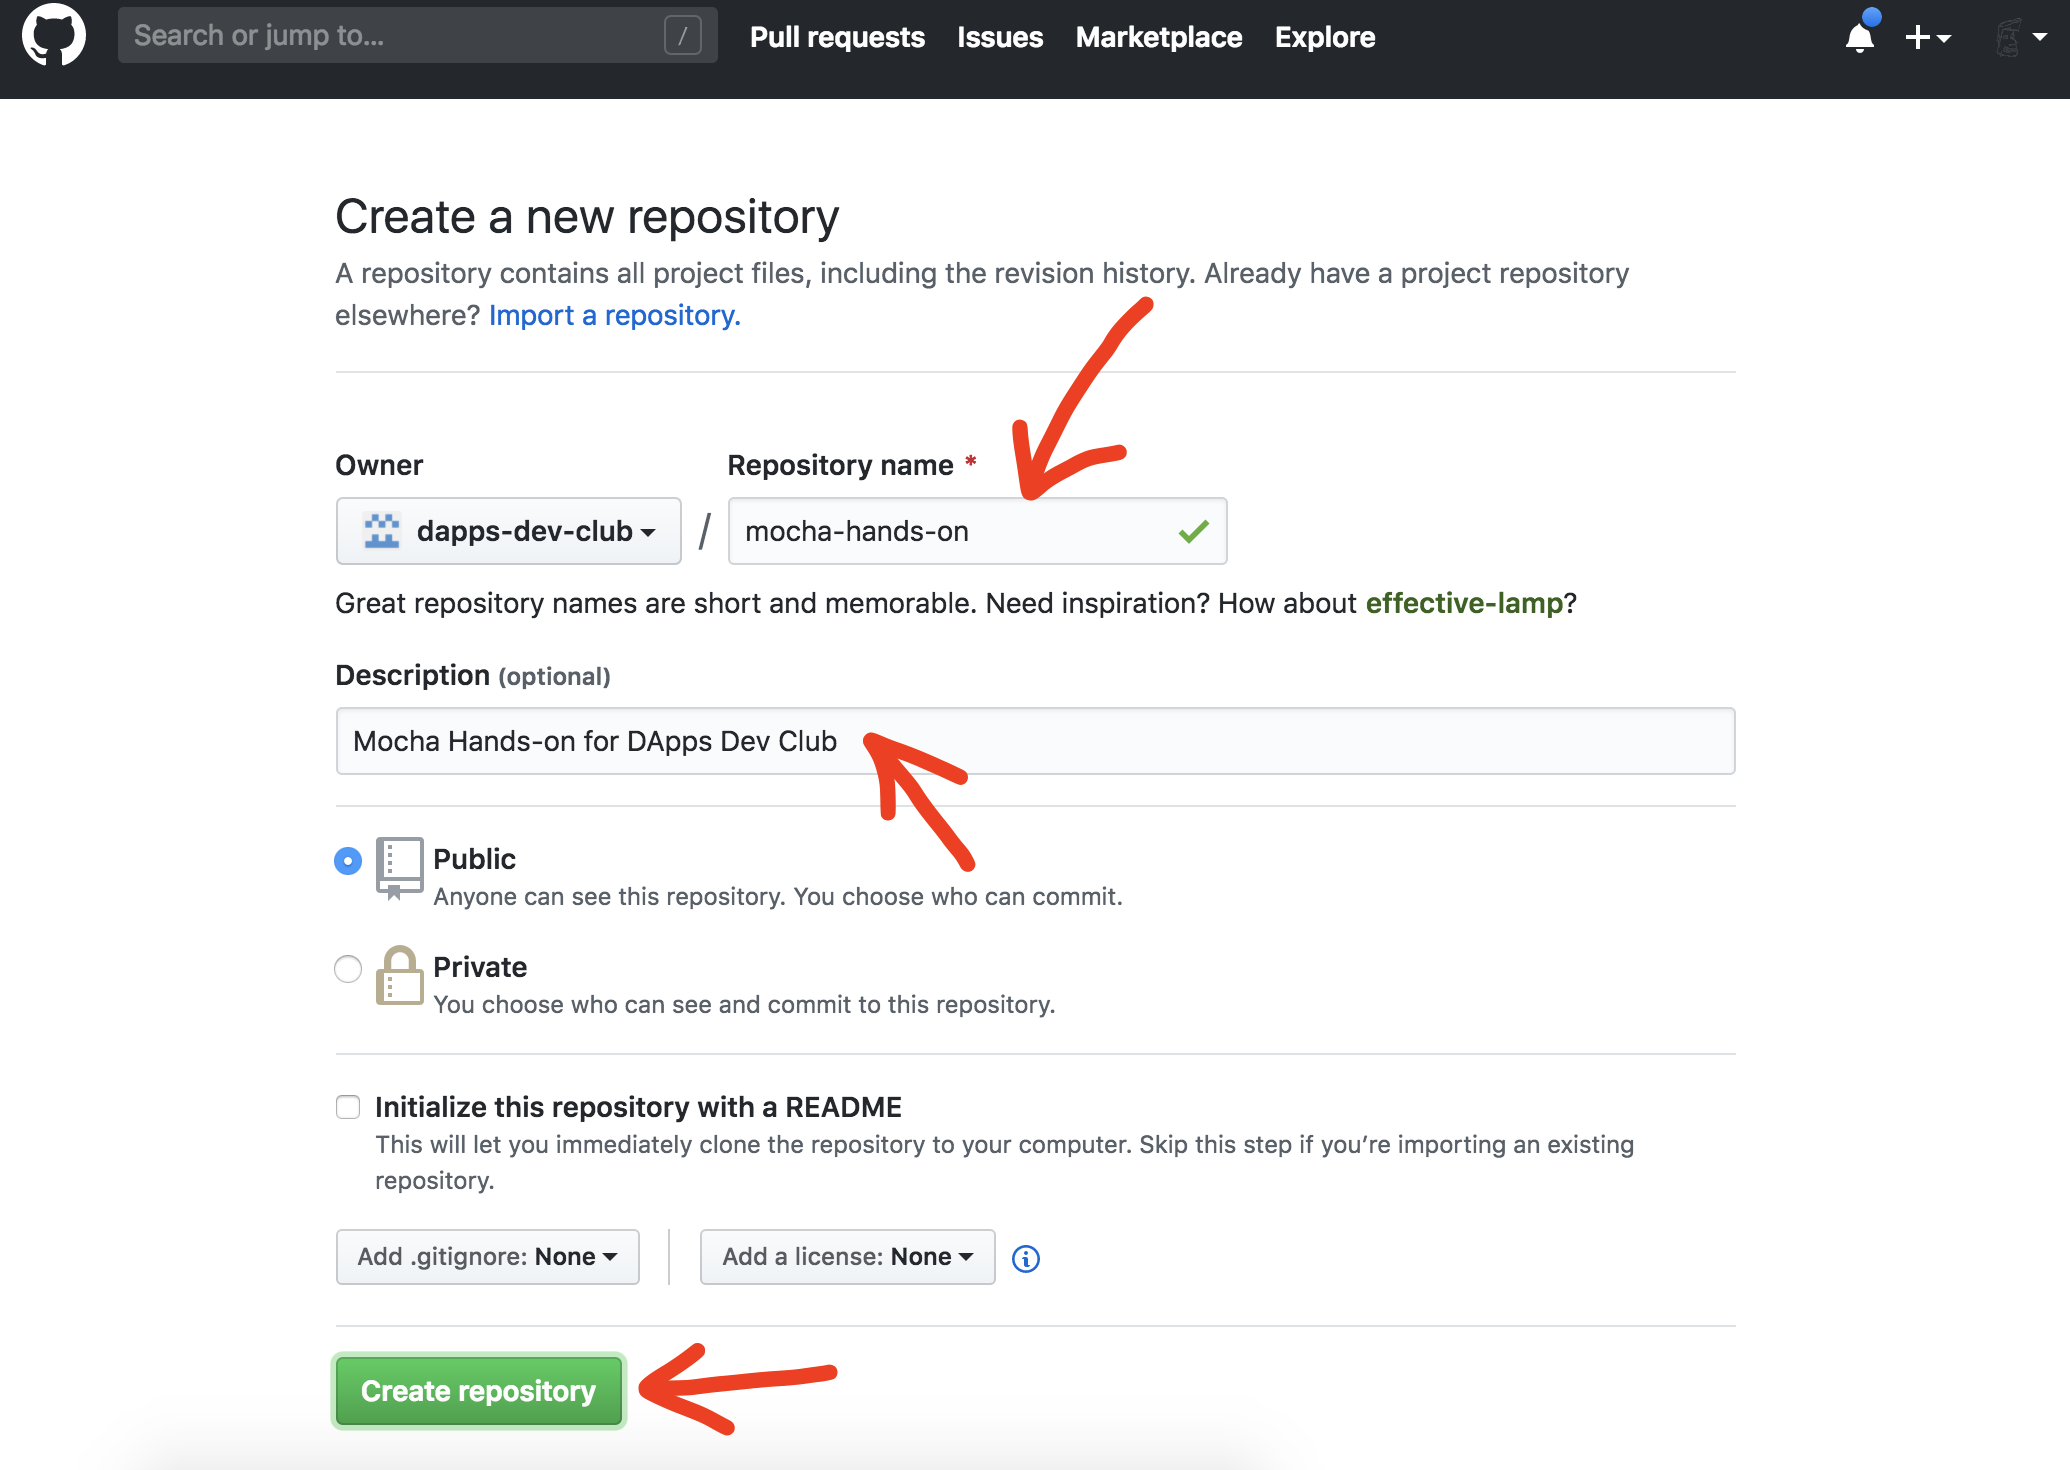 Search or jump to... / Pull requests Issues Marketplace Explore
Create a new repository
A repository contains all project files, including the revision history. Already have a project repository
elsewhere? Import a repository.
Owner Repository name *
dapps-dev-club / mocha-hands-on
Great repository names are short and memorable. Need inspiration? How about effective-lamp?
Description (optional)
Mocha Hands-on for DApps Dev Club
Public
Anyone can see this repository. You choose who can commit.
Private
You choose who can see and commit to this repository.
Initialize this repository with a README
This will let you immediately clone the repository to your computer. Skip this step if you’re importing an existing
repository.
Add .gitignore: None Add a license: None
Create repository